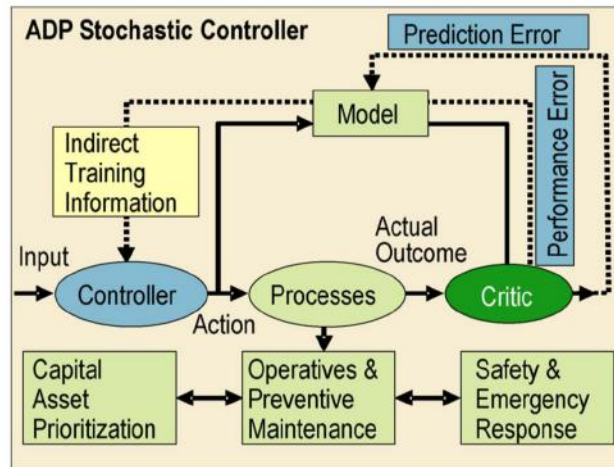 ADP Stochastic Controller
Prediction Error
Model
Performance Error
Indirect
Training
Information
Actual
Outcome
Input
Controller
Action
Processes
Critic
Capital
Asset
Prioritization
Operatives &
Preventive
Maintenance
Safety &
Emergency
Response